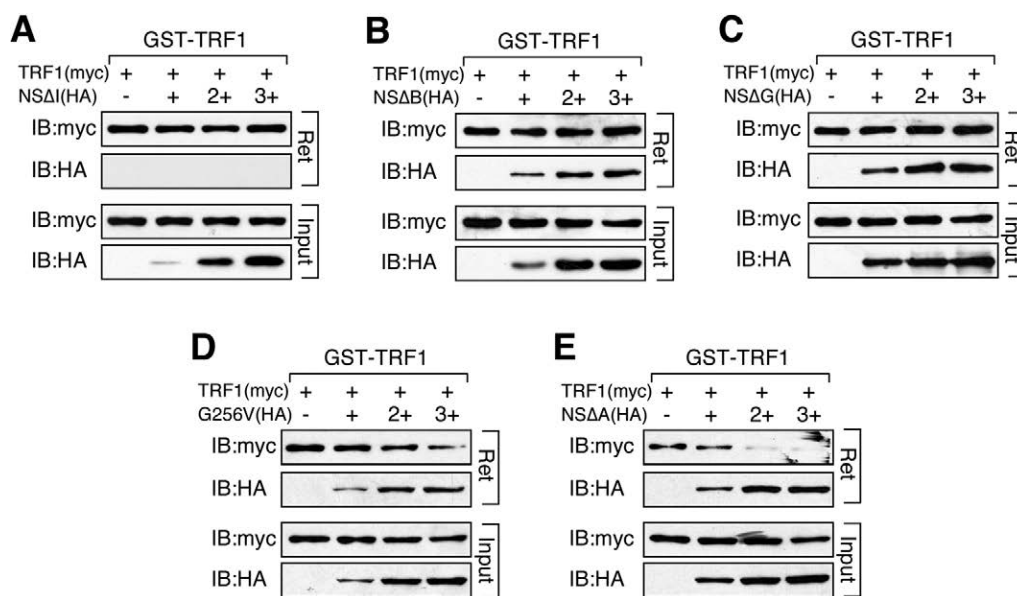 A
GST-TRF1
TRF1(myc) + + + +
NSΔI(HA) - + 2+ 3+
IB:myc
IB:HA
Ret
IB:myc
IB:HA
Input
B
GST-TRF1
TRF1(myc) + + + +
NSΔB(HA) - + 2+ 3+
IB:myc
IB:HA
Ret
IB:myc
IB:HA
Input
C
GST-TRF1
TRF1(myc) + + + +
NSΔG(HA) - + 2+ 3+
IB:myc
IB:HA
Ret
IB:myc
IB:HA
Input
D
GST-TRF1
TRF1(myc) + + + +
G256V(HA) - + 2+ 3+
IB:myc
IB:HA
Ret
IB:myc
IB:HA
Input
E
GST-TRF1
TRF1(myc) + + + +
NSΔA(HA) - + 2+ 3+
IB:myc
IB:HA
Ret
IB:myc
IB:HA
Input